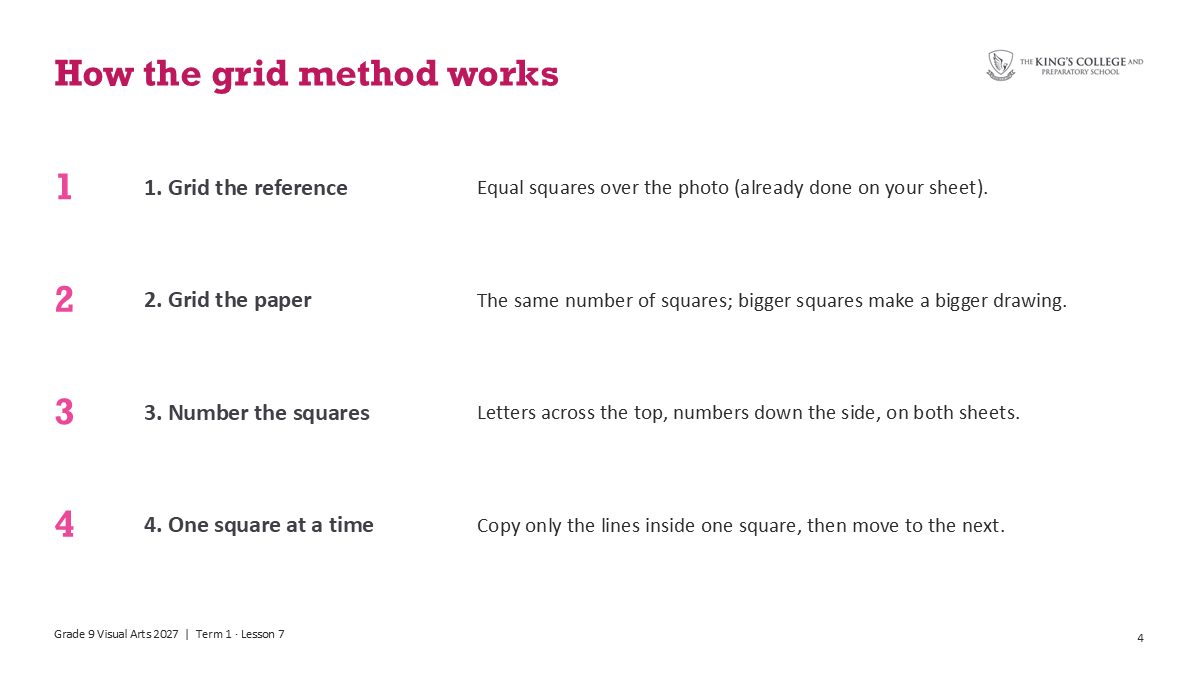 How the grid method works
THE KING'S COLLEGE AND
PREPARATORY SCHOOL
1
1. Grid the reference
Equal squares over the photo (already done on your sheet).
2
2. Grid the paper
The same number of squares; bigger squares make a bigger drawing.
3
3. Number the squares
Letters across the top, numbers down the side, on both sheets.
4
4. One square at a time
Copy only the lines inside one square, then move to the next.
Grade 9 Visual Arts 2027 | Term 1 · Lesson 7
4